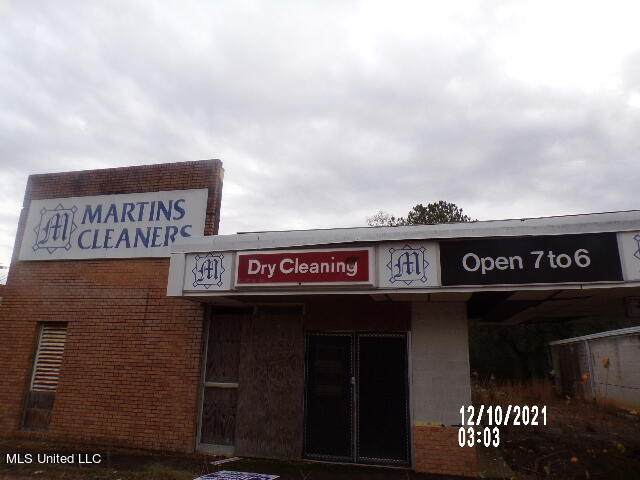 M MARTINS
CLEANERS
M Dry Cleaning M Open 7 to 6
12/10/2021
03:03
MLS United LLC